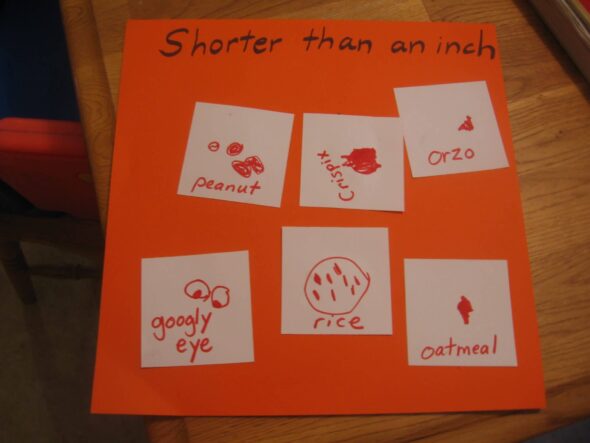 Shorter than an inch
peanut
Crispix
orzo
googly
eye
rice
oatmeal